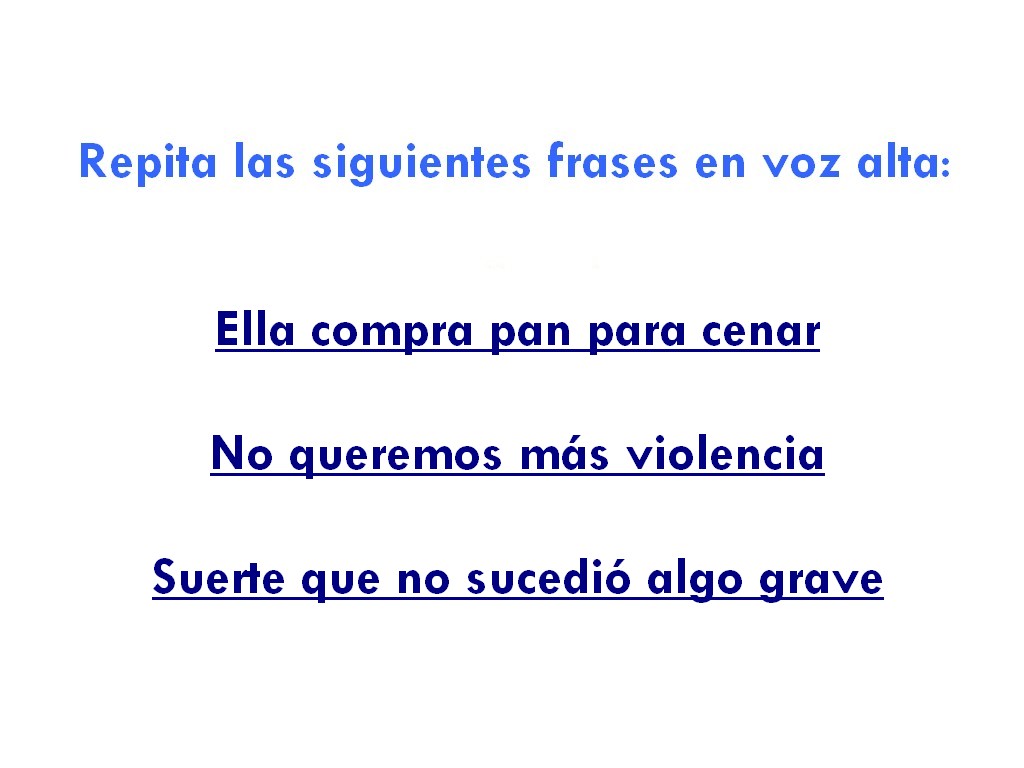 Repita las siguientes frases en voz alta:
Ella compra pan para cenar
No queremos más violencia
Suerte que no sucedió algo grave